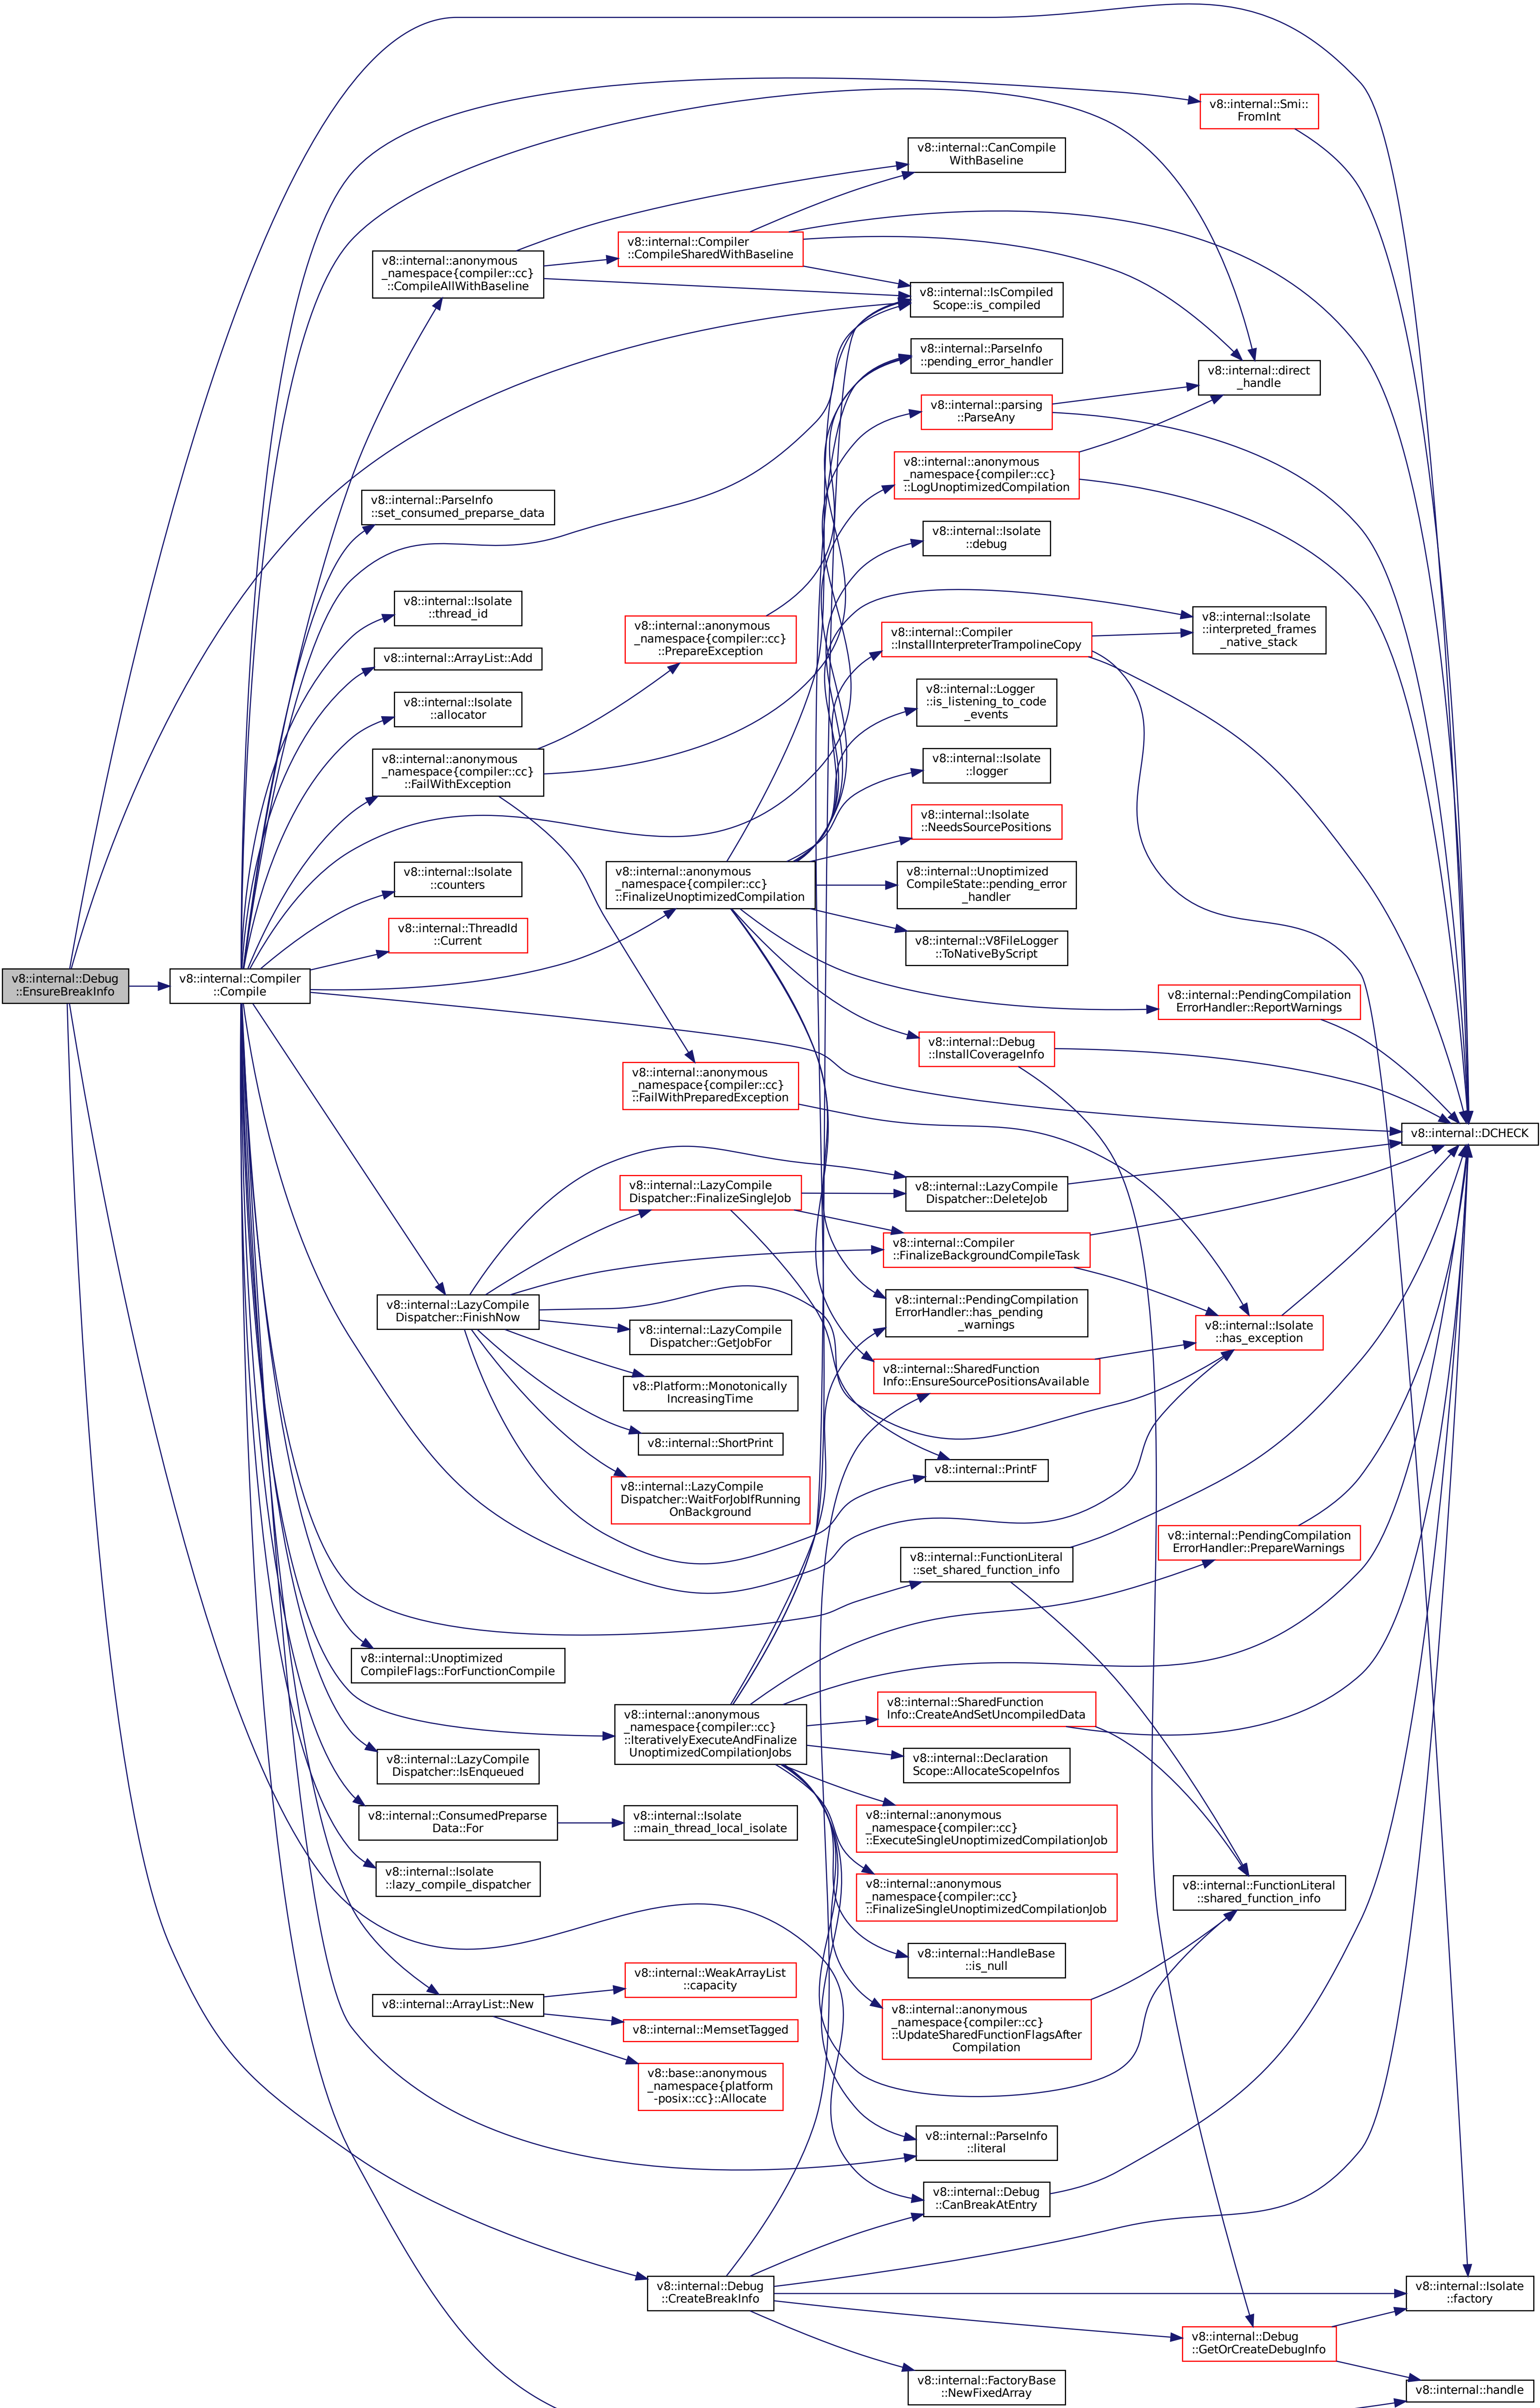 v8::internal::Smi::
FromInt
v8::internal::CanCompile
WithBaseline
v8::internal::Compiler
::CompileSharedWithBaseline
v8::internal::anonymous
_namespace{compiler::cc}
::CompileAllWithBaseline
v8::internal::IsCompiled
Scope::is_compiled
v8::internal::ParseInfo
::pending_error_handler
v8::internal::direct
_handle
v8::internal::parsing
::ParseAny
v8::internal::anonymous
_namespace{compiler::cc}
::LogUnoptimizedCompilation
v8::internal::ParseInfo
::set_consumed_preparse_data
v8::internal::Isolate
::debug
v8::internal::Isolate
::thread_id
v8::internal::anonymous
_namespace{compiler::cc}
::PrepareException
v8::internal::Compiler
::InstallInterpreterTrampolineCopy
v8::internal::Isolate
::interpreted_frames
_native_stack
v8::internal::ArrayList::Add
v8::internal::Isolate
::allocator
v8::internal::Logger
::is_listening_to_code
_events
v8::internal::anonymous
_namespace{compiler::cc}
::FailWithException
v8::internal::Isolate
::logger
v8::internal::Isolate
::NeedsSourcePositions
v8::internal::Isolate
::counters
v8::internal::anonymous
_namespace{compiler::cc}
::FinalizeUnoptimizedCompilation
v8::internal::Unoptimized
CompileState::pending_error
_handler
v8::internal::ThreadId
::Current
v8::internal::V8FileLogger
::ToNativeByScript
v8::internal::Debug
::EnsureBreakInfo
v8::internal::Compiler
::Compile
v8::internal::PendingCompilation
ErrorHandler::ReportWarnings
v8::internal::Debug
::InstallCoverageInfo
v8::internal::anonymous
_namespace{compiler::cc}
::FailWithPreparedException
v8::internal::DCHECK
v8::internal::LazyCompile
Dispatcher::FinalizeSingleJob
v8::internal::LazyCompile
Dispatcher::DeleteJob
v8::internal::Compiler
::FinalizeBackgroundCompileTask
v8::internal::LazyCompile
Dispatcher::FinishNow
v8::internal::PendingCompilation
ErrorHandler::has_pending
_warnings
v8::internal::Isolate
::has_exception
v8::internal::LazyCompile
Dispatcher::GetJobFor
v8::Platform::Monotonically
IncreasingTime
v8::internal::SharedFunction
Info::EnsureSourcePositionsAvailable
v8::internal::ShortPrint
v8::internal::PrintF
v8::internal::LazyCompile
Dispatcher::WaitForJobIfRunning
OnBackground
v8::internal::FunctionLiteral
::set_shared_function_info
v8::internal::PendingCompilation
ErrorHandler::PrepareWarnings
v8::internal::Unoptimized
CompileFlags::ForFunctionCompile
v8::internal::anonymous
_namespace{compiler::cc}
::IterativelyExecuteAndFinalize
UnoptimizedCompilationJobs
v8::internal::SharedFunction
Info::CreateAndSetUncompiledData
v8::internal::LazyCompile
Dispatcher::IsEnqueued
v8::internal::Declaration
Scope::AllocateScopeInfos
v8::internal::ConsumedPreparse
Data::For
v8::internal::Isolate
::main_thread_local_isolate
v8::internal::anonymous
_namespace{compiler::cc}
::ExecuteSingleUnoptimizedCompilationJob
v8::internal::Isolate
::lazy_compile_dispatcher
v8::internal::anonymous
_namespace{compiler::cc}
::FinalizeSingleUnoptimizedCompilationJob
v8::internal::FunctionLiteral
::shared_function_info
v8::internal::HandleBase
::is_null
v8::internal::ArrayList::New
v8::internal::WeakArrayList
::capacity
v8::internal::MemsetTagged
v8::internal::anonymous
_namespace{compiler::cc}
::UpdateSharedFunctionFlagsAfter
Compilation
v8::base::anonymous
_namespace{platform
-posix::cc}::Allocate
v8::internal::ParseInfo
::literal
v8::internal::Debug
::CanBreakAtEntry
v8::internal::Debug
::CreateBreakInfo
v8::internal::Isolate
::factory
v8::internal::Debug
::GetOrCreateDebugInfo
v8::internal::FactoryBase
::NewFixedArray
v8::internal::handle